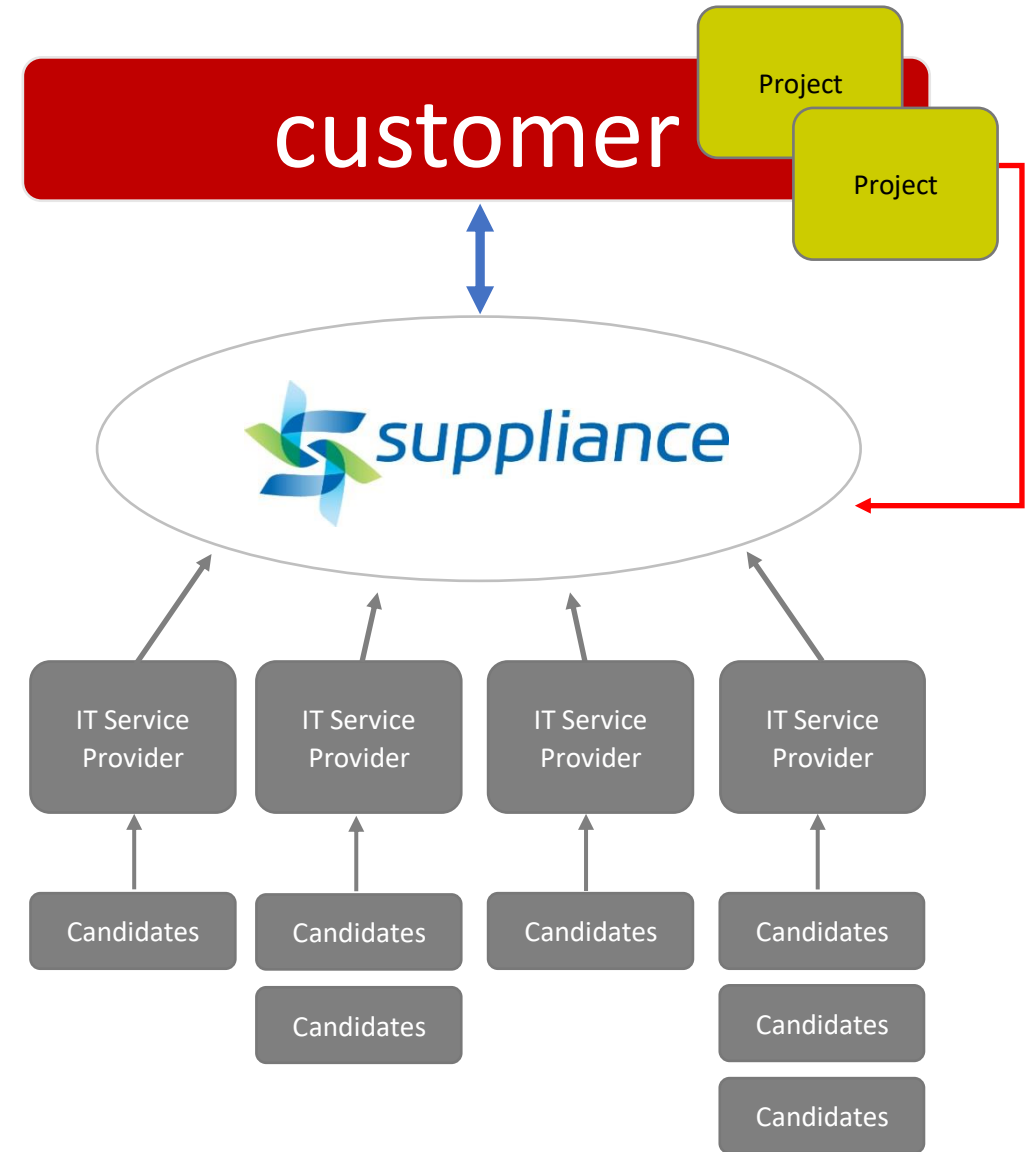 Project
customer
Project
suppliance
IT Service
Provider
IT Service
Provider
IT Service
Provider
IT Service
Provider
Candidates
Candidates
Candidates
Candidates
Candidates
Candidates
Candidates